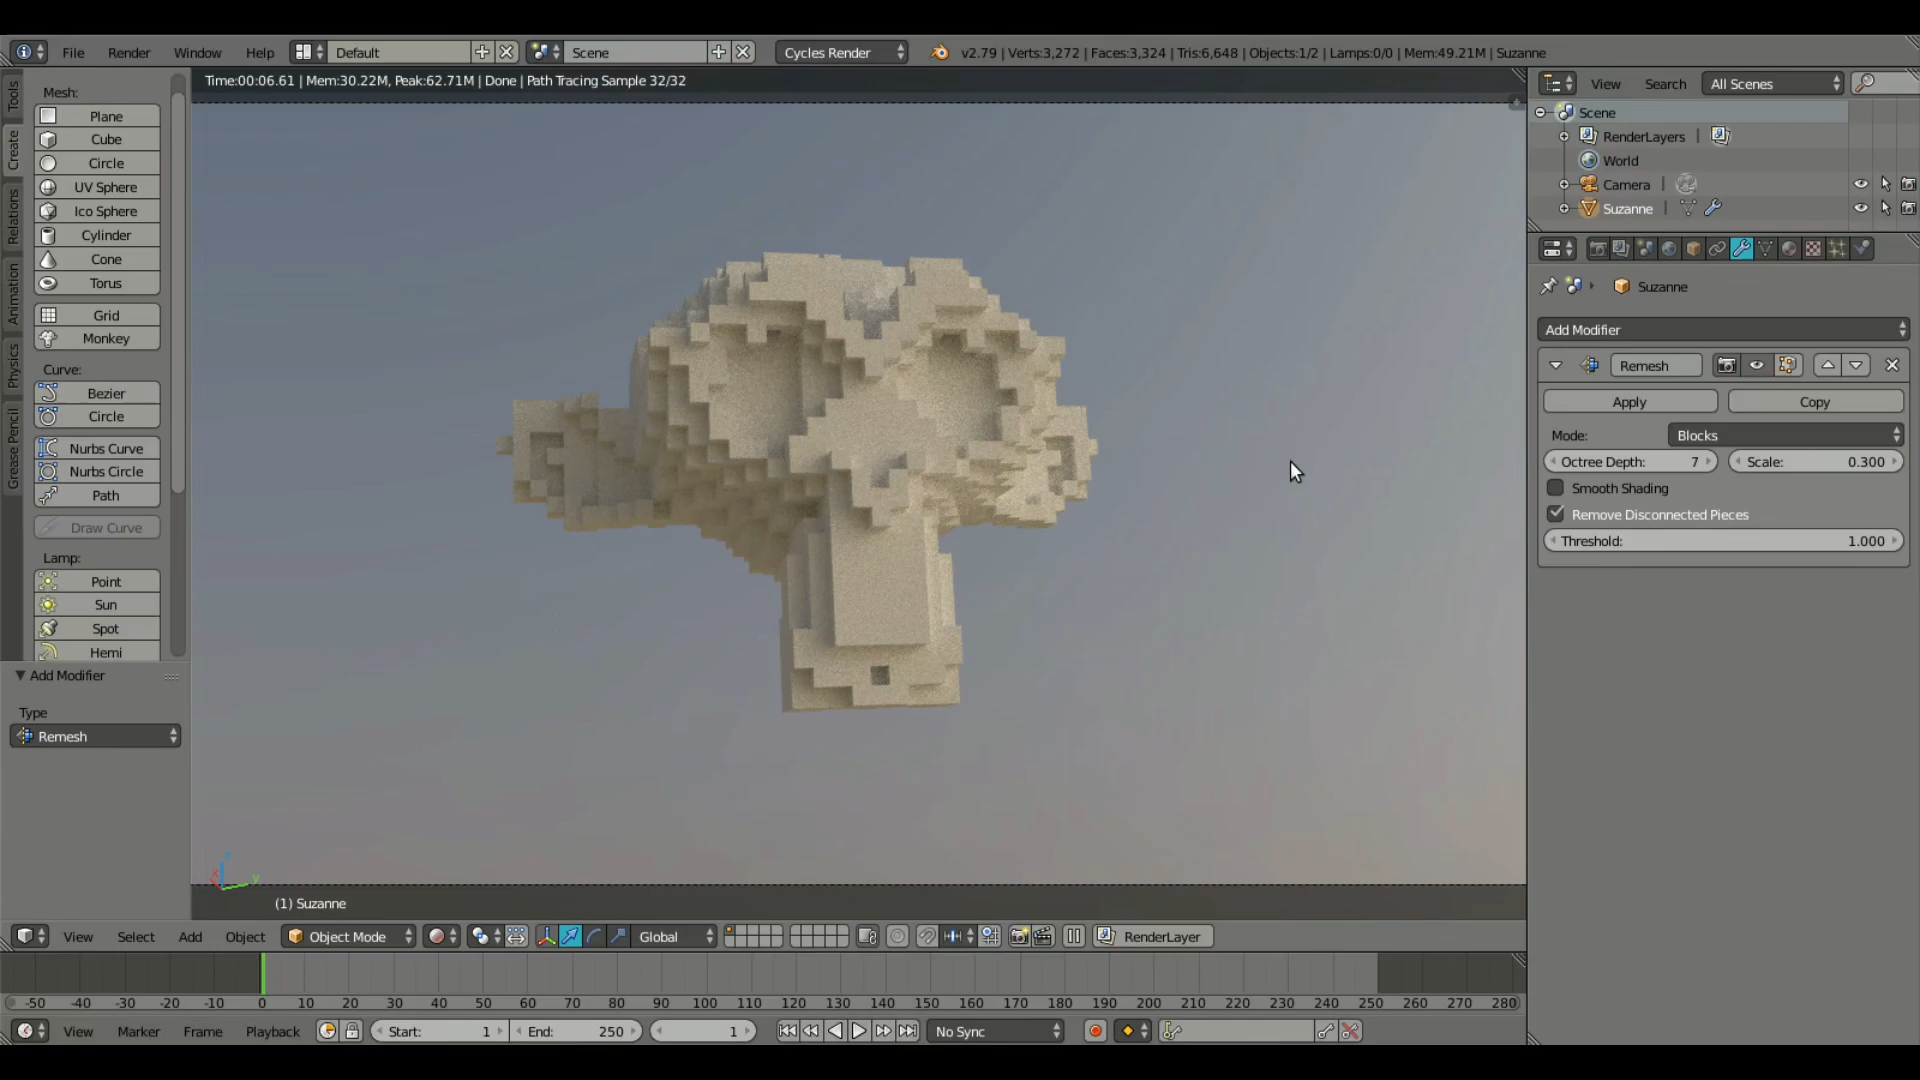 File Render Window Help Default Scene Cycles Render v2.79 | Verts:3,272 | Faces:3,324 | Tris:6,648 | Objects:1/2 | Lamps:0/0 | Mem:49.21M | Suzanne
Time:00:06.61 | Mem:30.22M, Peak:62.71M | Done | Path Tracing Sample 32/32
Tools
Create
Relations
Animation
Physics
Grease Pencil
Mesh:
Plane
Cube
Circle
UV Sphere
Ico Sphere
Cylinder
Cone
Torus
Grid
Monkey
Curve:
Bezier
Circle
Nurbs Curve
Nurbs Circle
Path
Draw Curve
Lamp:
Point
Sun
Spot
Hemi
Add Modifier
Type
Remesh
z
x
y
(1) Suzanne
View Select Add Object Object Mode Global RenderLayer
-50 -40 -30 -20 -10 0 10 20 30 40 50 60 70 80 90 100 110 120 130 140 150 160 170 180 190 200 210 220 230 240 250 260 270 280
View Marker Frame Playback Start: 1 End: 250 1 No Sync
View Search All Scenes
Scene
RenderLayers |
World
Camera |
Suzanne |
Suzanne
Add Modifier
Remesh
Apply Copy
Mode: Blocks
Octree Depth: 7 Scale: 0.300
Smooth Shading
Remove Disconnected Pieces
Threshold: 1.000